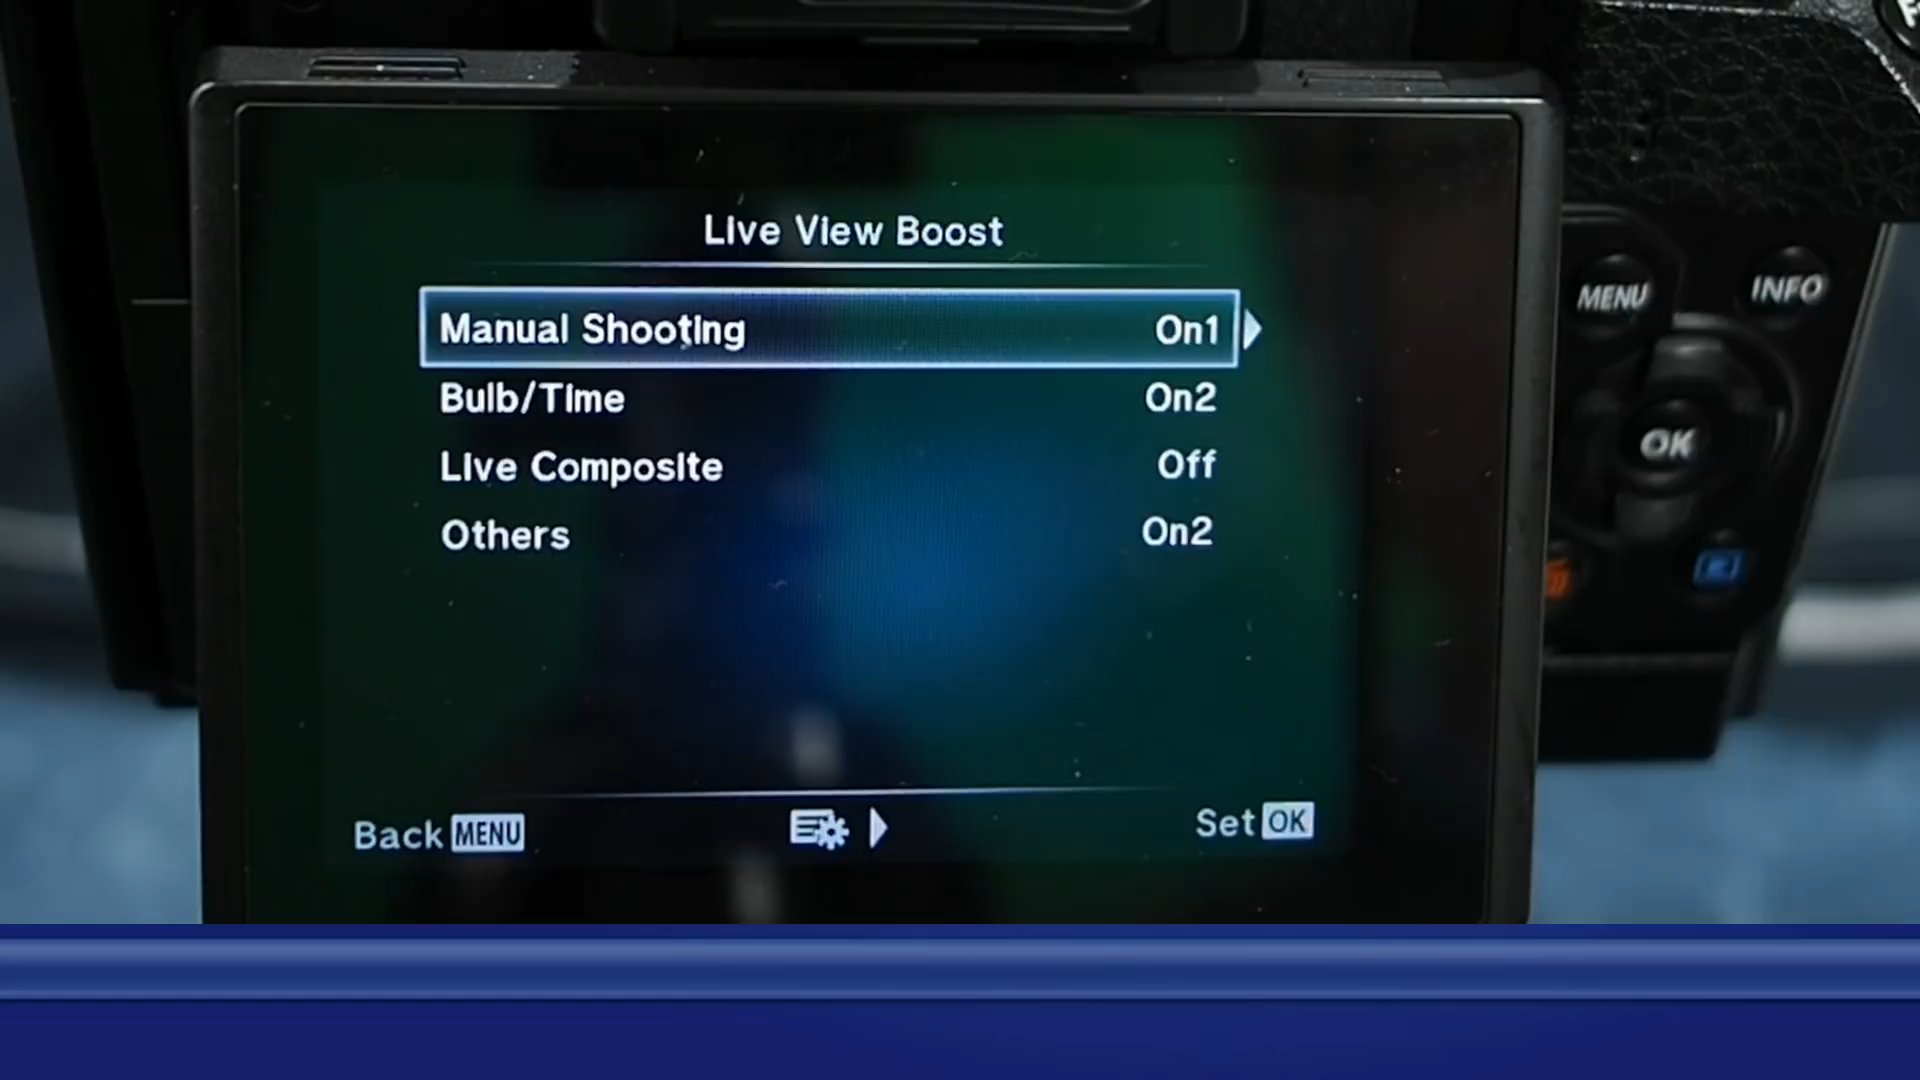 Live View Boost
Manual Shooting On1
Bulb/Time On2
Live Composite Off
Others On2
Back MENU
Set OK
MENU
INFO
OK